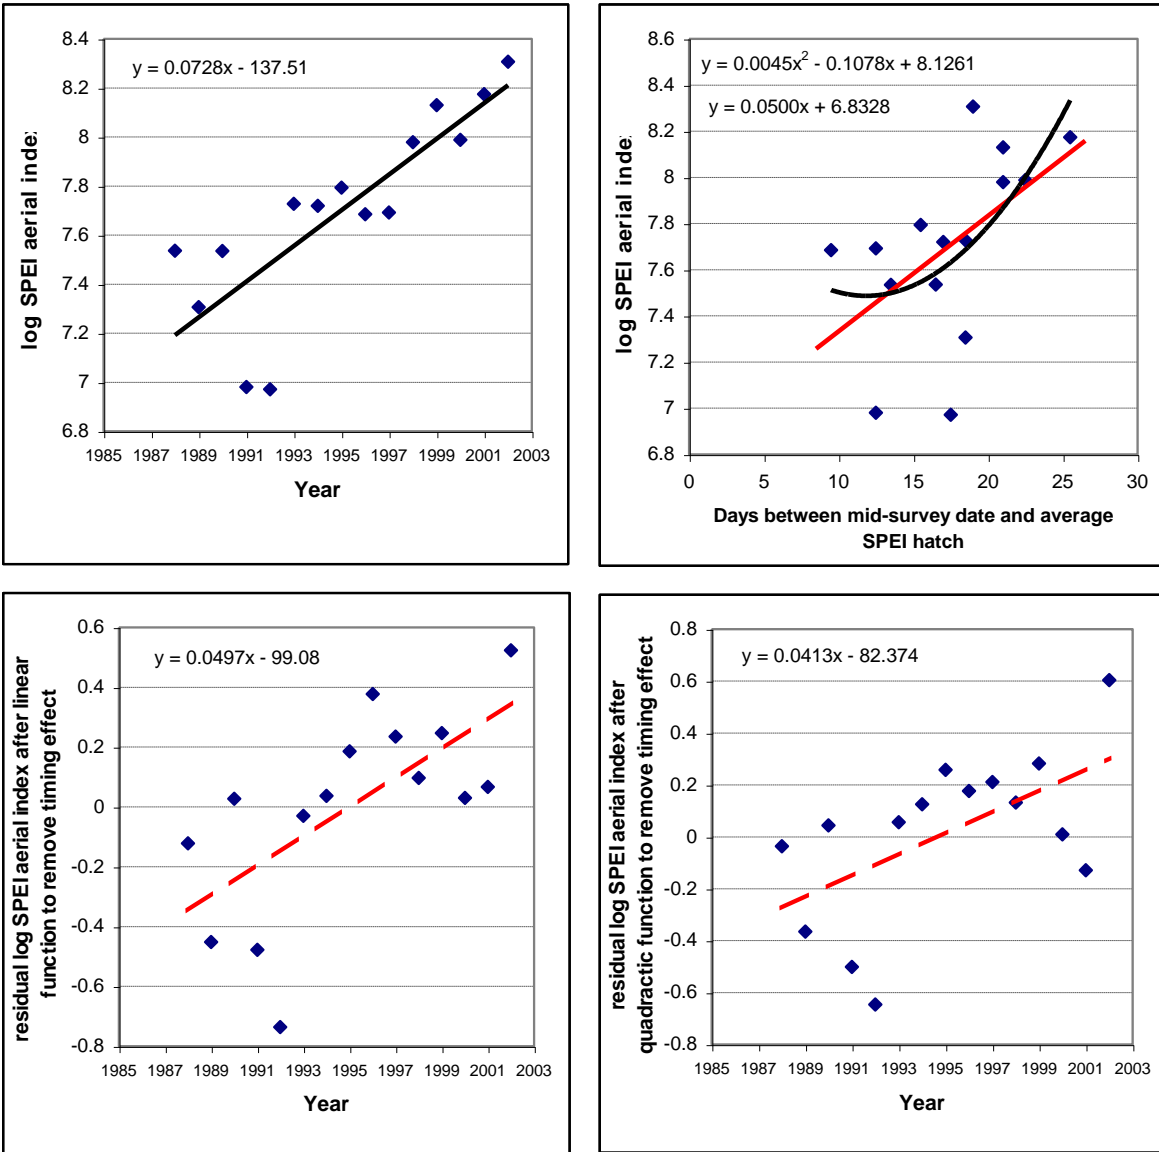 y = 0.0728x - 137.51
log SPEI aerial inde
8.4
8.2
8
7.8
7.6
7.4
7.2
7
6.8
1985 1987 1989 1991 1993 1995 1997 1999 2001 2003
Year
y = 0.0045x² - 0.1078x + 8.1261
y = 0.0500x + 6.8328
log SPEI aerial inde
8.6
8.4
8.2
8
7.8
7.6
7.4
7.2
7
6.8
0 5 10 15 20 25 30
Days between mid-survey date and average
SPEI hatch
y = 0.0497x - 99.08
residual log SPEI aerial index after linear
function to remove timing effect
0.6
0.4
0.2
0
-0.2
-0.4
-0.6
-0.8
1985 1987 1989 1991 1993 1995 1997 1999 2001 2003
Year
y = 0.0413x - 82.374
residual log SPEI aerial index after
quadractic function to remove timing effect
0.8
0.6
0.4
0.2
0
-0.2
-0.4
-0.6
-0.8
1985 1987 1989 1991 1993 1995 1997 1999 2001 2003
Year